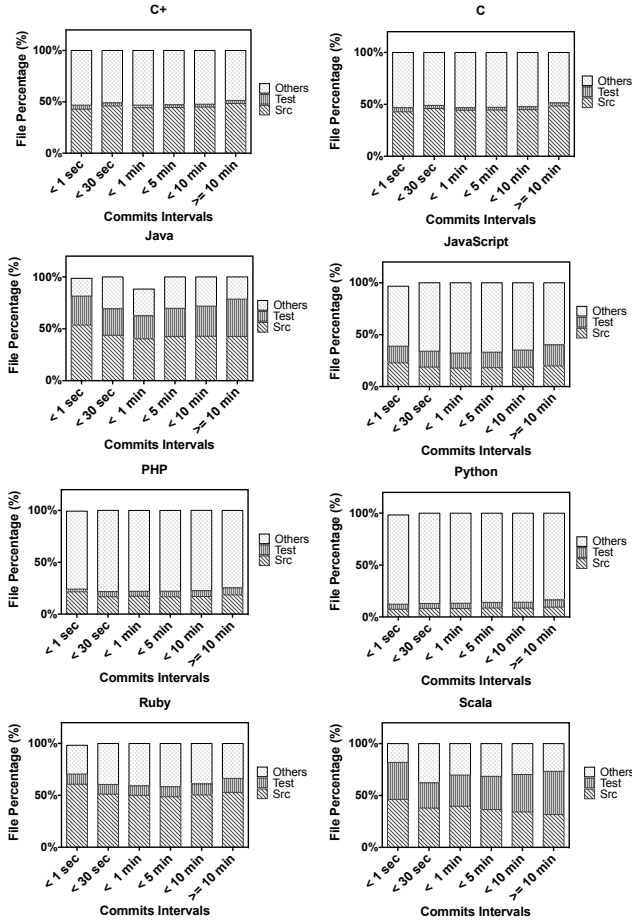 C+
File Percentage (%)
100%
50%
0%
< 1 sec
< 30 sec
< 1 min
< 5 min
< 10 min
>= 10 min
Commits Intervals
Others
Test
Src
C
File Percentage (%)
100%
50%
0%
< 1 sec
< 30 sec
< 1 min
< 5 min
< 10 min
>= 10 min
Commits Intervals
Others
Test
Src
Java
File Percentage (%)
100%
50%
0%
< 1 sec
< 30 sec
< 1 min
< 5 min
< 10 min
>= 10 min
Commits Intervals
Others
Test
Src
JavaScript
File Percentage (%)
100%
50%
0%
< 1 sec
< 30 sec
< 1 min
< 5 min
< 10 min
>= 10 min
Commits Intervals
Others
Test
Src
PHP
File Percentage (%)
100%
50%
0%
< 1 sec
< 30 sec
< 1 min
< 5 min
< 10 min
>= 10 min
Commits Intervals
Others
Test
Src
Python
File Percentage (%)
100%
50%
0%
< 1 sec
< 30 sec
< 1 min
< 5 min
< 10 min
>= 10 min
Commits Intervals
Others
Test
Src
Ruby
File Percentage (%)
100%
50%
0%
< 1 sec
< 30 sec
< 1 min
< 5 min
< 10 min
>= 10 min
Commits Intervals
Others
Test
Src
Scala
File Percentage (%)
100%
50%
0%
< 1 sec
< 30 sec
< 1 min
< 5 min
< 10 min
>= 10 min
Commits Intervals
Others
Test
Src